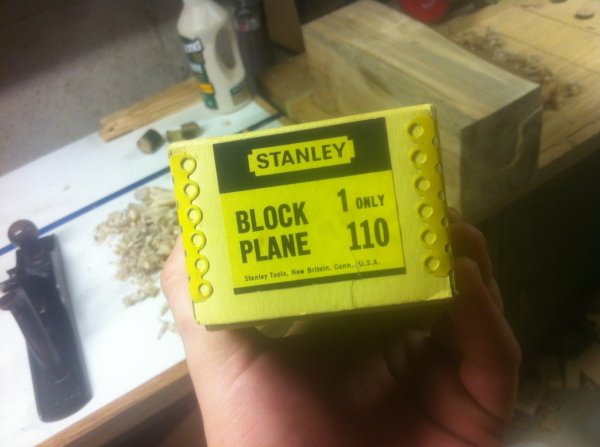 STANLEY
BLOCK 1 ONLY
PLANE 110
Stanley Tools, New Britain, Conn., U.S.A.